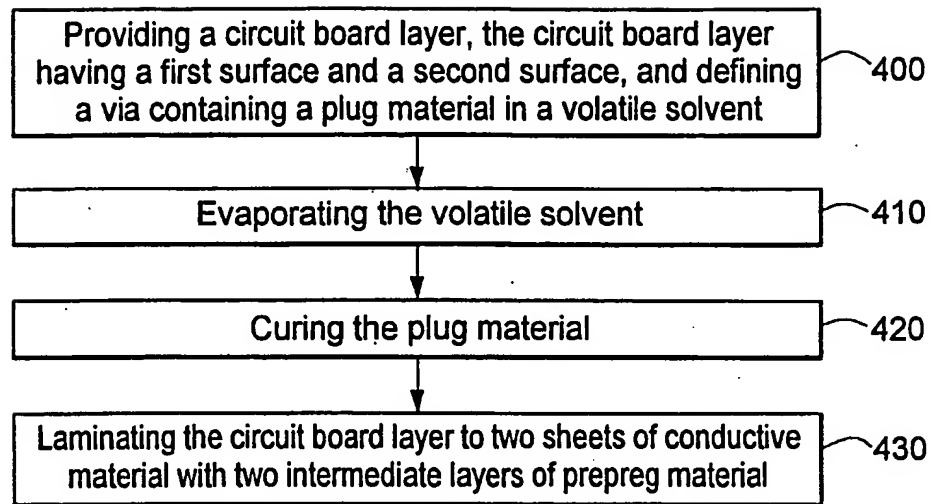 Providing a circuit board layer, the circuit board layer
having a first surface and a second surface, and defining
a via containing a plug material in a volatile solvent
400
Evaporating the volatile solvent
410
Curing the plug material
420
Laminating the circuit board layer to two sheets of conductive
material with two intermediate layers of prepreg material
430